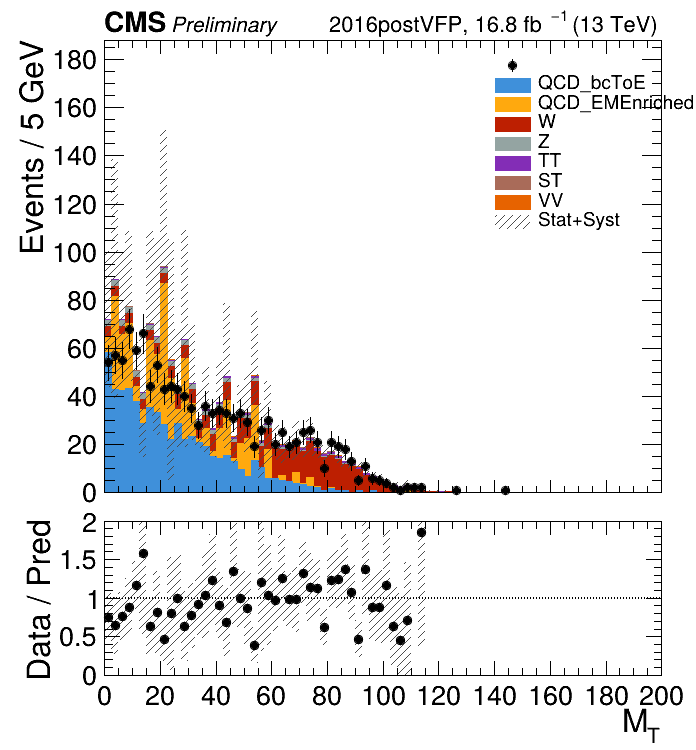 CMS Preliminary 2016postVFP, 16.8 fb⁻¹ (13 TeV)
Events / 5 GeV
180
160
140
120
100
80
60
40
20
0
QCD_bcToE
QCD_EMEnriched
W
Z
TT
ST
VV
Stat+Syst
Data / Pred
2
1.5
1
0.5
0
0 20 40 60 80 100 120 140 160 180 200
M_T